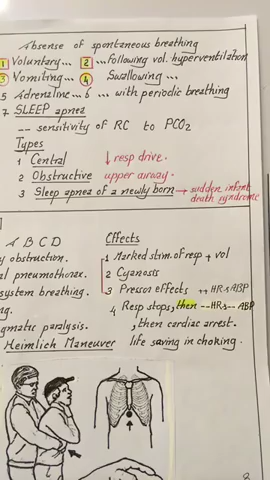 Absence of spontaneous breathing
1 Voluntary... 2 ... following vol. hyperventilation
3 Vomiting... 4 Swallowing ...
5 Adrenaline.. 6 .. with periodic breathing
7 SLEEP apnea
-- sensitivity of RC to PCO2
Types
1 Central ↓ resp drive.
2 Obstructive upper airway.
3 Sleep apnea of a newly born → sudden infant death syndrome
A B C D Effects
y obstruction. 1 Marked stim. of resp + vol
al pneumothorax. 2 Cyanosis
system breathing. 3 Pressor effects ++ HR & ABP
ng. 4 Resp stops, then -- HR & -- ABP
gmatic paralysis. , then cardiac arrest.
Heimlich Maneuver life saving in choking.